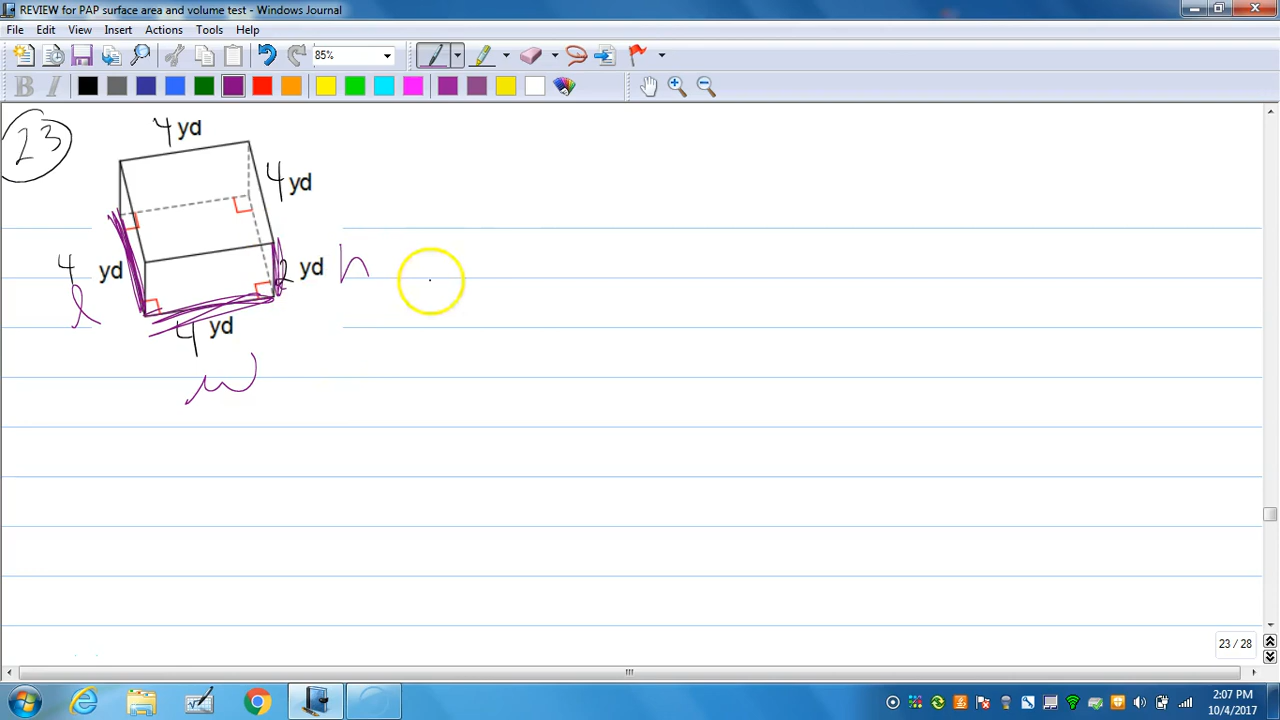 REVIEW for PAP surface area and volume test - Windows Journal
File Edit View Insert Actions Tools Help
85%
B I
23
4 yd
4 yd
4 yd
2 yd h
l
4 yd
w
23 / 28
2:07 PM
10/4/2017